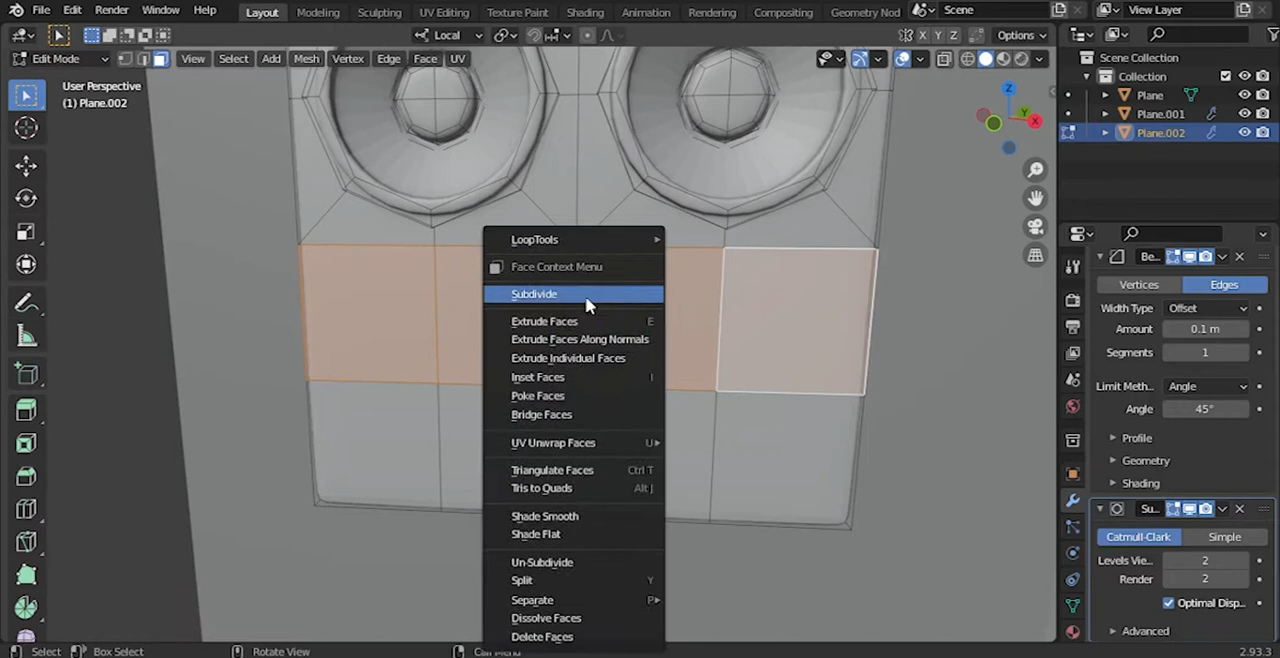 File Edit Render Window Help Layout Modeling Sculpting UV Editing Texture Paint Shading Animation Rendering Compositing Geometry Nod Scene View Layer
Local X Y Z Options
Edit Mode View Select Add Mesh Vertex Edge Face UV
User Perspective
(1) Plane.002
Z
Y
X
Scene Collection
Collection
Plane
Plane.001
Plane.002
LoopTools
Face Context Menu
Subdivide
Extrude Faces E
Extrude Faces Along Normals
Extrude Individual Faces
Inset Faces I
Poke Faces
Bridge Faces
UV Unwrap Faces U
Triangulate Faces Ctrl T
Tris to Quads Alt J
Shade Smooth
Shade Flat
Un-Subdivide
Split Y
Separate P
Dissolve Faces
Delete Faces
Be...
Vertices Edges
Width Type Offset
Amount 0.1 m
Segments 1
Limit Meth... Angle
Angle 45°
Profile
Geometry
Shading
Su...
Catmull-Clark Simple
Levels Vie... 2
Render 2
Optimal Disp...
Advanced
Select Box Select Rotate View Call Menu 2.93.3